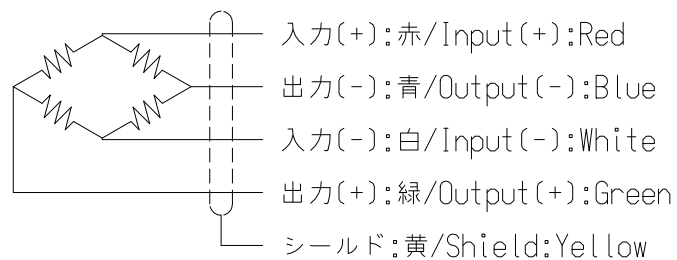 入力(+):赤/Input(+):Red
出力(-):青/Output(-):Blue
入力(-):白/Input(-):White
出力(+):緑/Output(+):Green
シールド:黄/Shield:Yellow